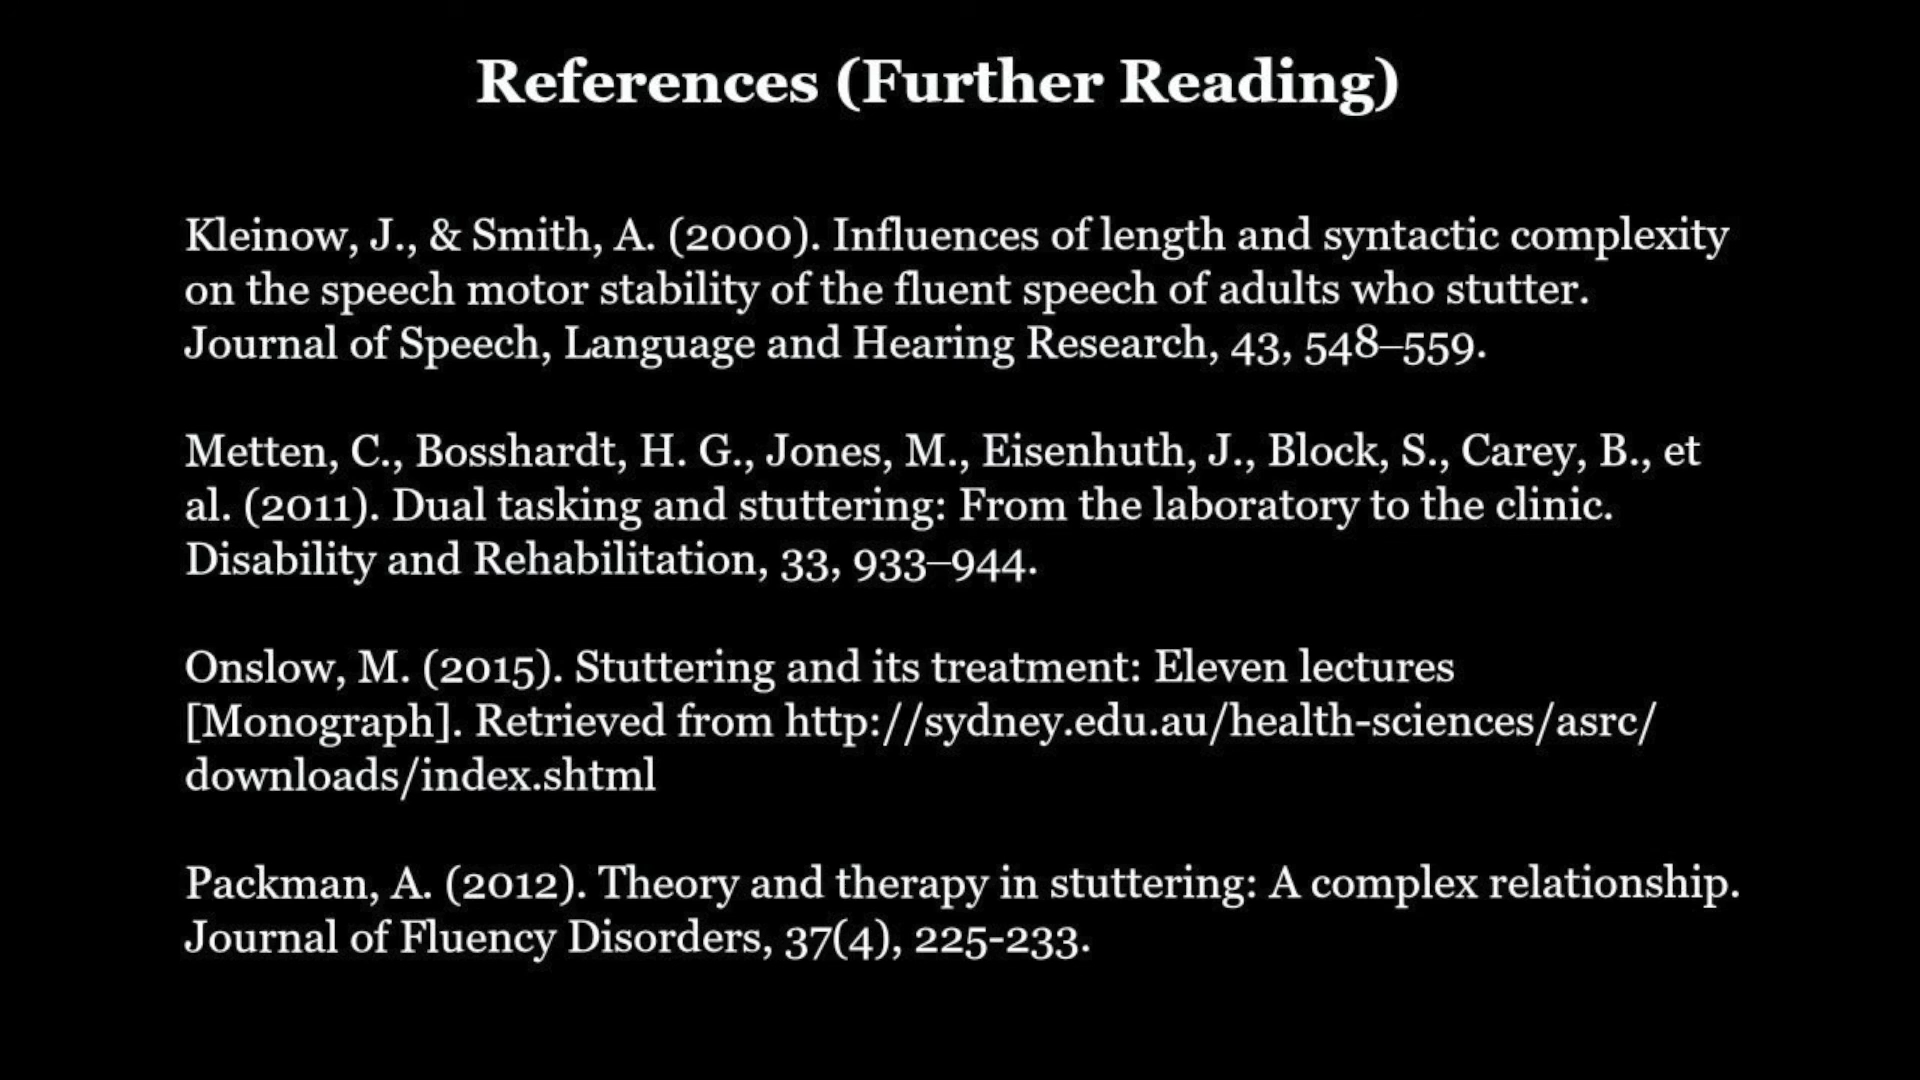 References (Further Reading)
Kleinow, J., & Smith, A. (2000). Influences of length and syntactic complexity
on the speech motor stability of the fluent speech of adults who stutter.
Journal of Speech, Language and Hearing Research, 43, 548–559.
Metten, C., Bosshardt, H. G., Jones, M., Eisenhuth, J., Block, S., Carey, B., et
al. (2011). Dual tasking and stuttering: From the laboratory to the clinic.
Disability and Rehabilitation, 33, 933–944.
Onslow, M. (2015). Stuttering and its treatment: Eleven lectures
[Monograph]. Retrieved from http://sydney.edu.au/health-sciences/asrc/
downloads/index.shtml
Packman, A. (2012). Theory and therapy in stuttering: A complex relationship.
Journal of Fluency Disorders, 37(4), 225-233.